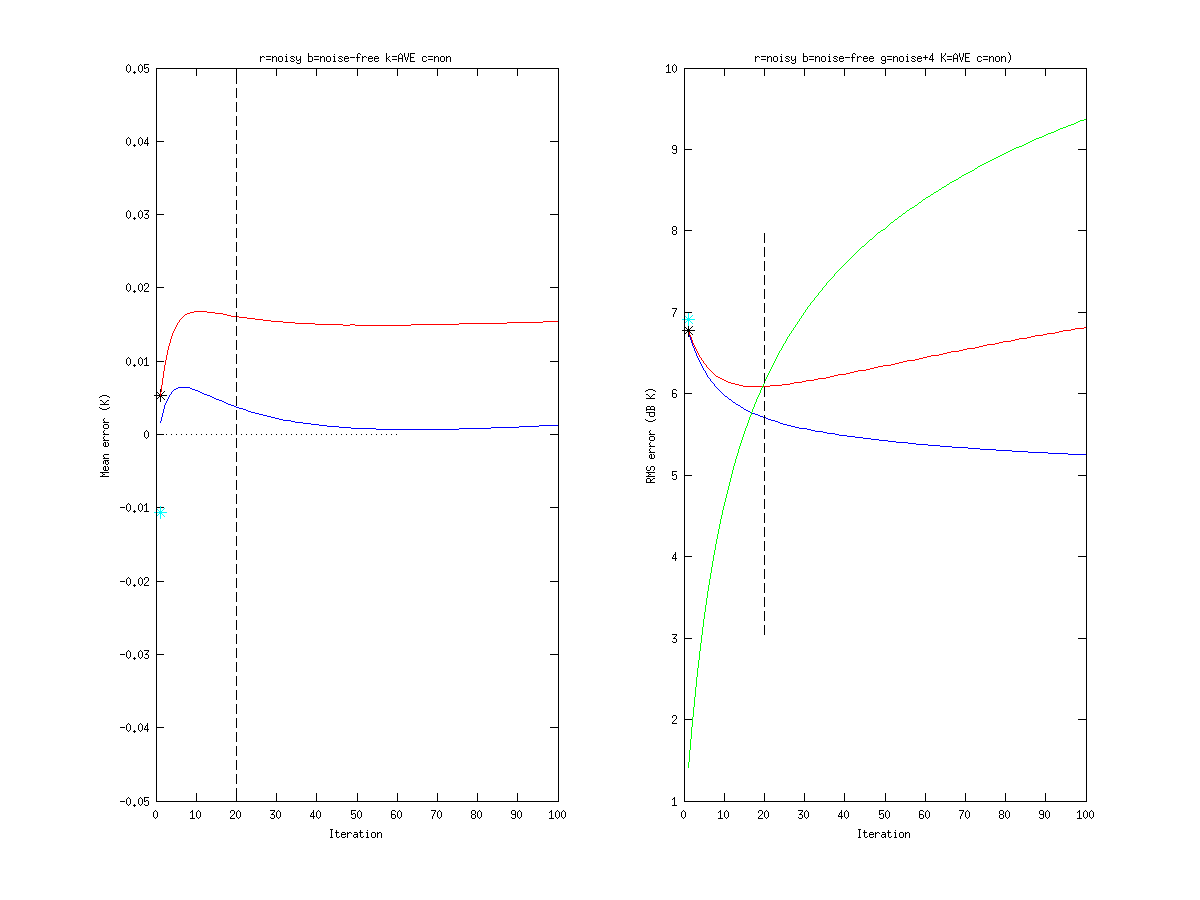 r=noisy b=noise-free k=AVE c=non
0.05
0.04
0.03
0.02
0.01
0
-0.01
-0.02
-0.03
-0.04
-0.05
Mean error (K)
0 10 20 30 40 50 60 70 80 90 100
Iteration
r=noisy b=noise-free g=noise+4 K=AVE c=non)
10
9
8
7
6
5
4
3
2
1
RMS error (dB K)
0 10 20 30 40 50 60 70 80 90 100
Iteration